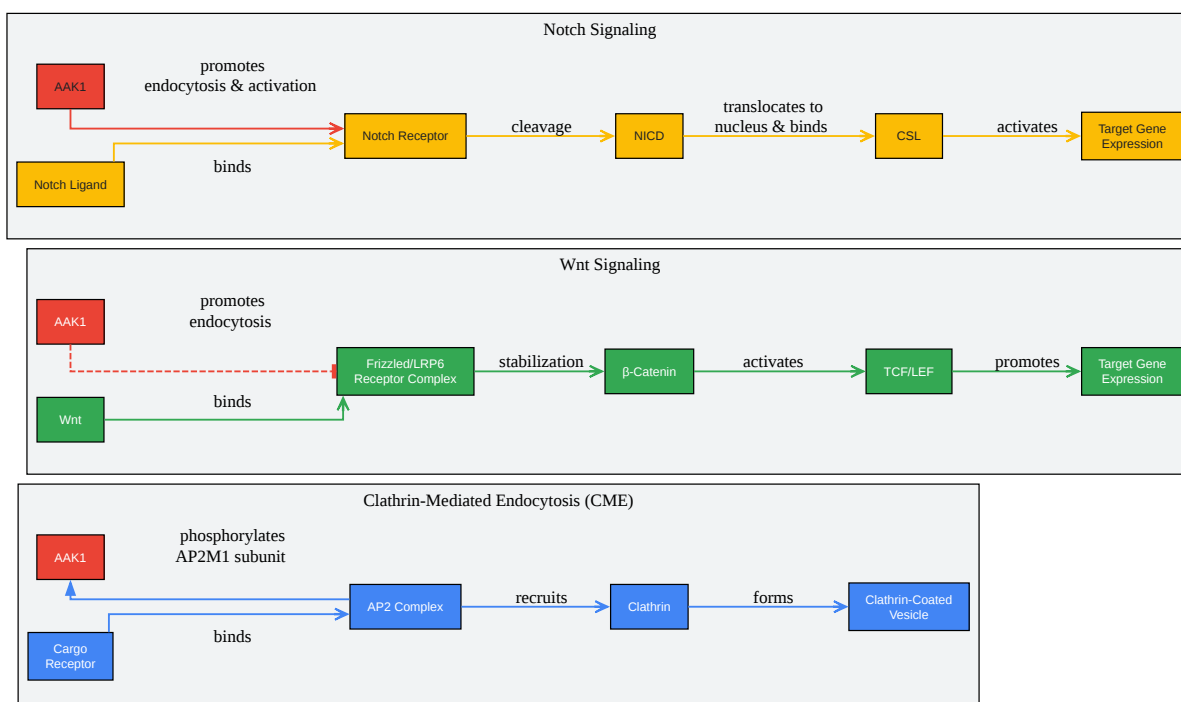 Notch Signaling
AAK1
promotes
endocytosis & activation
Notch Receptor
cleavage
NICD
translocates to
nucleus & binds
CSL
activates
Target Gene
Expression
binds
Notch Ligand
Wnt Signaling
AAK1
promotes
endocytosis
Frizzled/LRP6
Receptor Complex
stabilization
β-Catenin
activates
TCF/LEF
promotes
Target Gene
Expression
binds
Wnt
Clathrin-Mediated Endocytosis (CME)
AAK1
phosphorylates
AP2M1 subunit
AP2 Complex
recruits
Clathrin
forms
Clathrin-Coated
Vesicle
binds
Cargo
Receptor